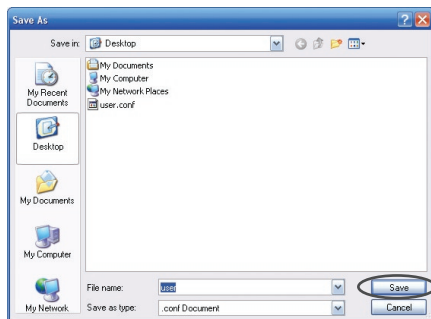 Save As
Save in: Desktop
My Recent Documents
Desktop
My Documents
My Computer
My Network
My Documents
My Computer
My Network Places
user.conf
File name: user
Save
Save as type: .conf Document
Cancel